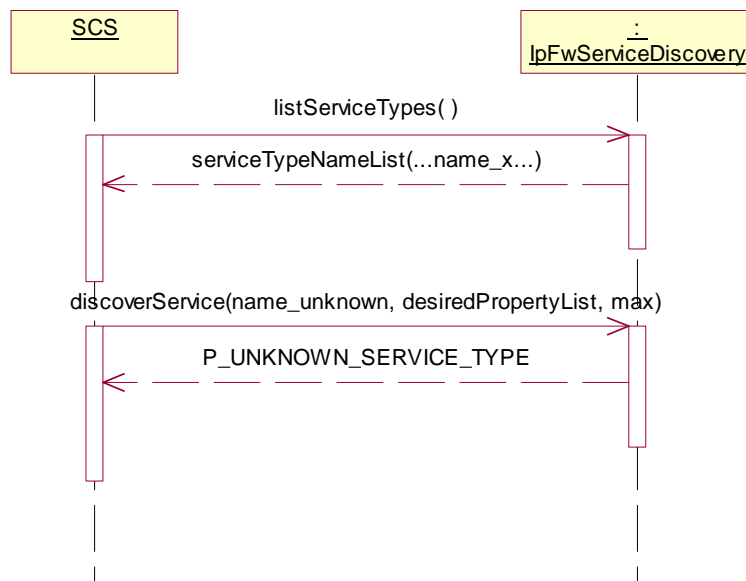 SCS
:
IpFwServiceDiscovery
listServiceTypes( )
serviceTypeNameList(...name_x...)
discoverService(name_unknown, desiredPropertyList, max)
P_UNKNOWN_SERVICE_TYPE